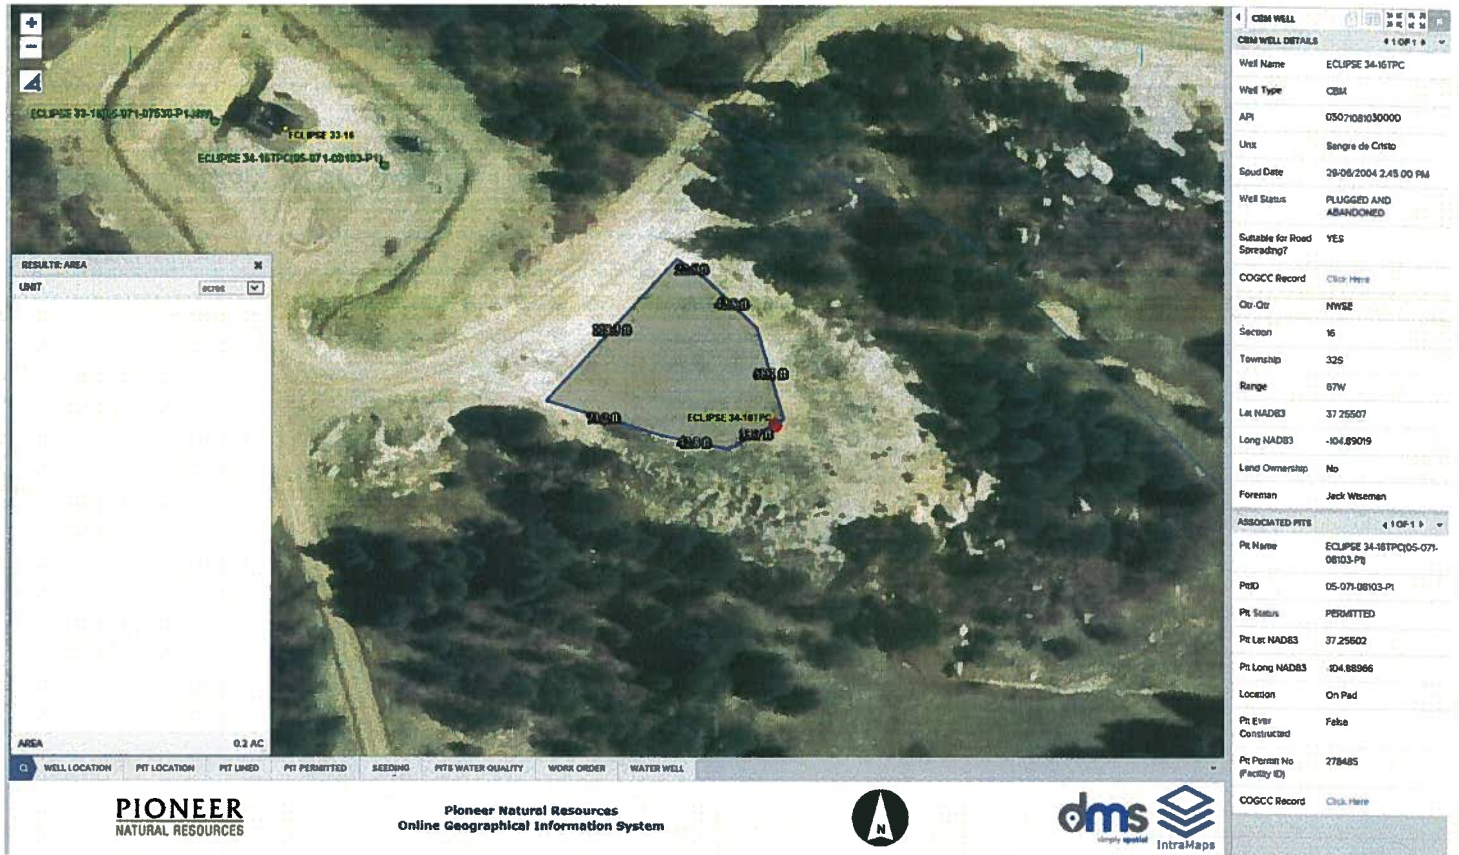 +
−
ECLIPSE 33-16
ECLIPSE 34-16TPC(05-071-08103-P1)
42.8 ft
ECLIPSE 34-16TPC
RESULTS: AREA
UNIT acres
AREA 0.2 AC
WELL LOCATION PIT LOCATION PIT LINED PIT PERMITTED SEEDING PITS WATER QUALITY WORK ORDER WATER WELL
PIONEER
NATURAL RESOURCES
Pioneer Natural Resources
Online Geographical Information System
N
dms
simply spatial
IntraMaps
CBM WELL
CBM WELL DETAILS 1 OF 1
Well Name ECLIPSE 34-16TPC
Well Type CBM
API 05071081030000
Unit Sangre de Cristo
Spud Date 29/06/2004 2:45:00 PM
Well Status PLUGGED AND
ABANDONED
Suitable for Road YES
Spreading?
COGCC Record Click Here
Qtr-Qtr NWSE
Section 16
Township 32S
Range 67W
Lat NAD83 37.25507
Long NAD83 -104.89019
Land Ownership No
Foreman Jack Wiseman
ASSOCIATED PITS 1 OF 1
Pit Name ECLIPSE 34-16TPC(05-071-
08103-P1)
PitID 05-071-08103-P1
Pit Status PERMITTED
Pit Lat NAD83 37.25602
Pit Long NAD83 -104.88966
Location On Pad
Pit Ever False
Constructed
Pit Permit No 278485
(Facility ID)
COGCC Record Click Here